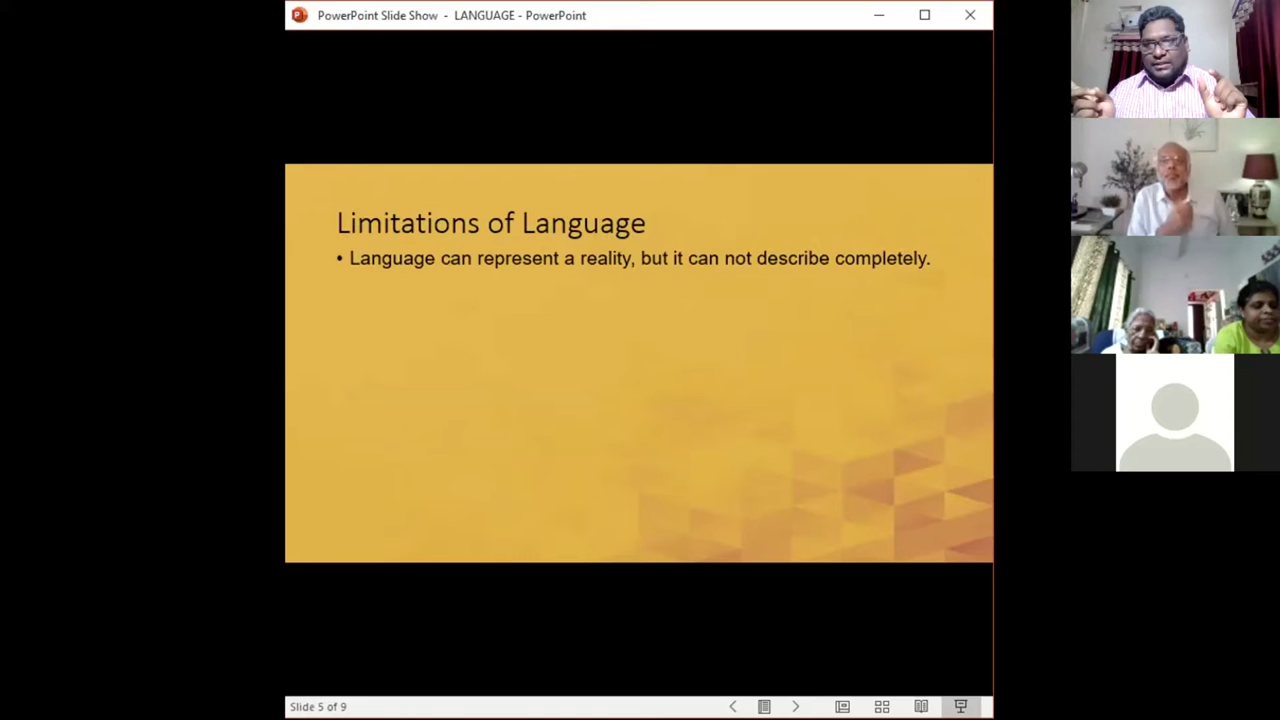 PowerPoint Slide Show - LANGUAGE - PowerPoint
Limitations of Language
• Language can represent a reality, but it can not describe completely.
Slide 5 of 9